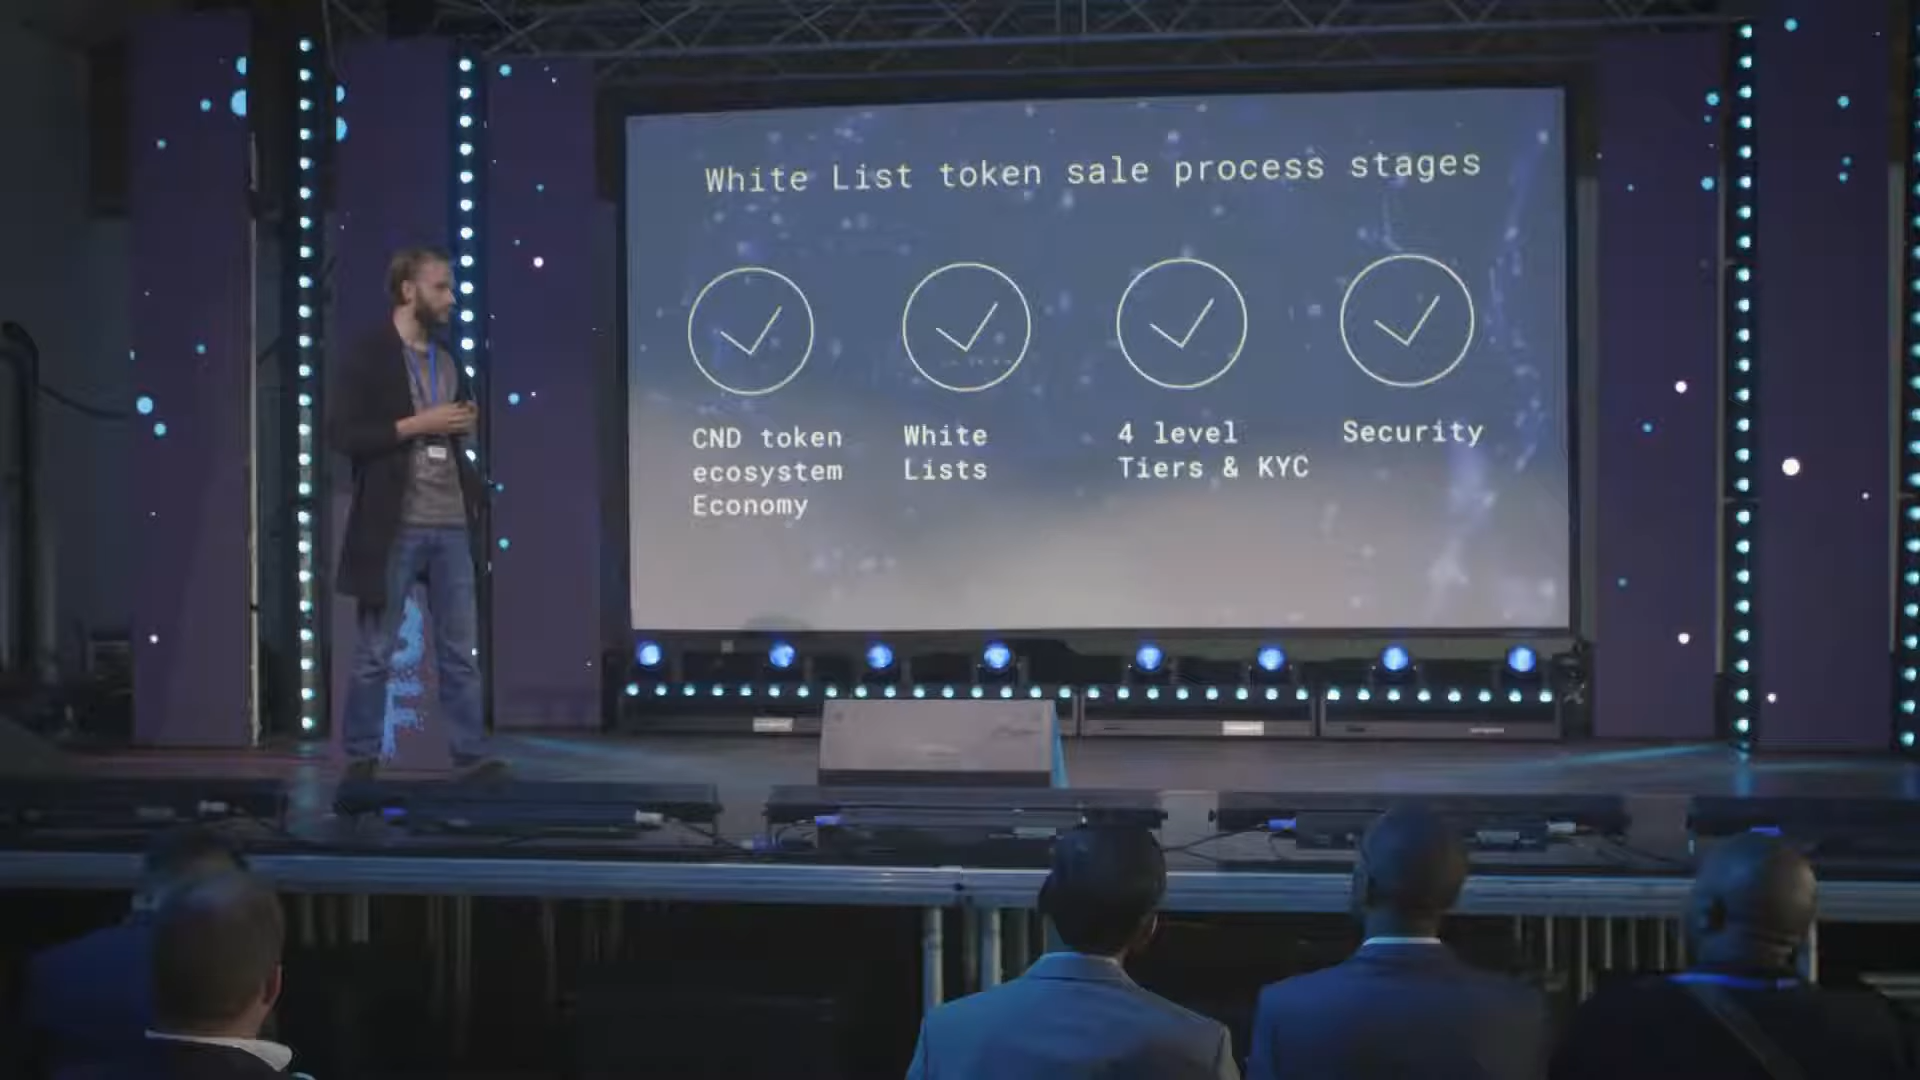 White List token sale process stages
CND token
ecosystem
Economy
White
Lists
4 level
Tiers & KYC
Security